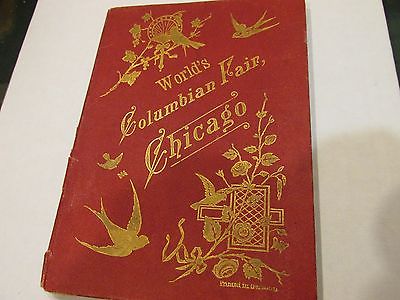 World's
Columbian Fair,
Chicago
Printed in Germany.